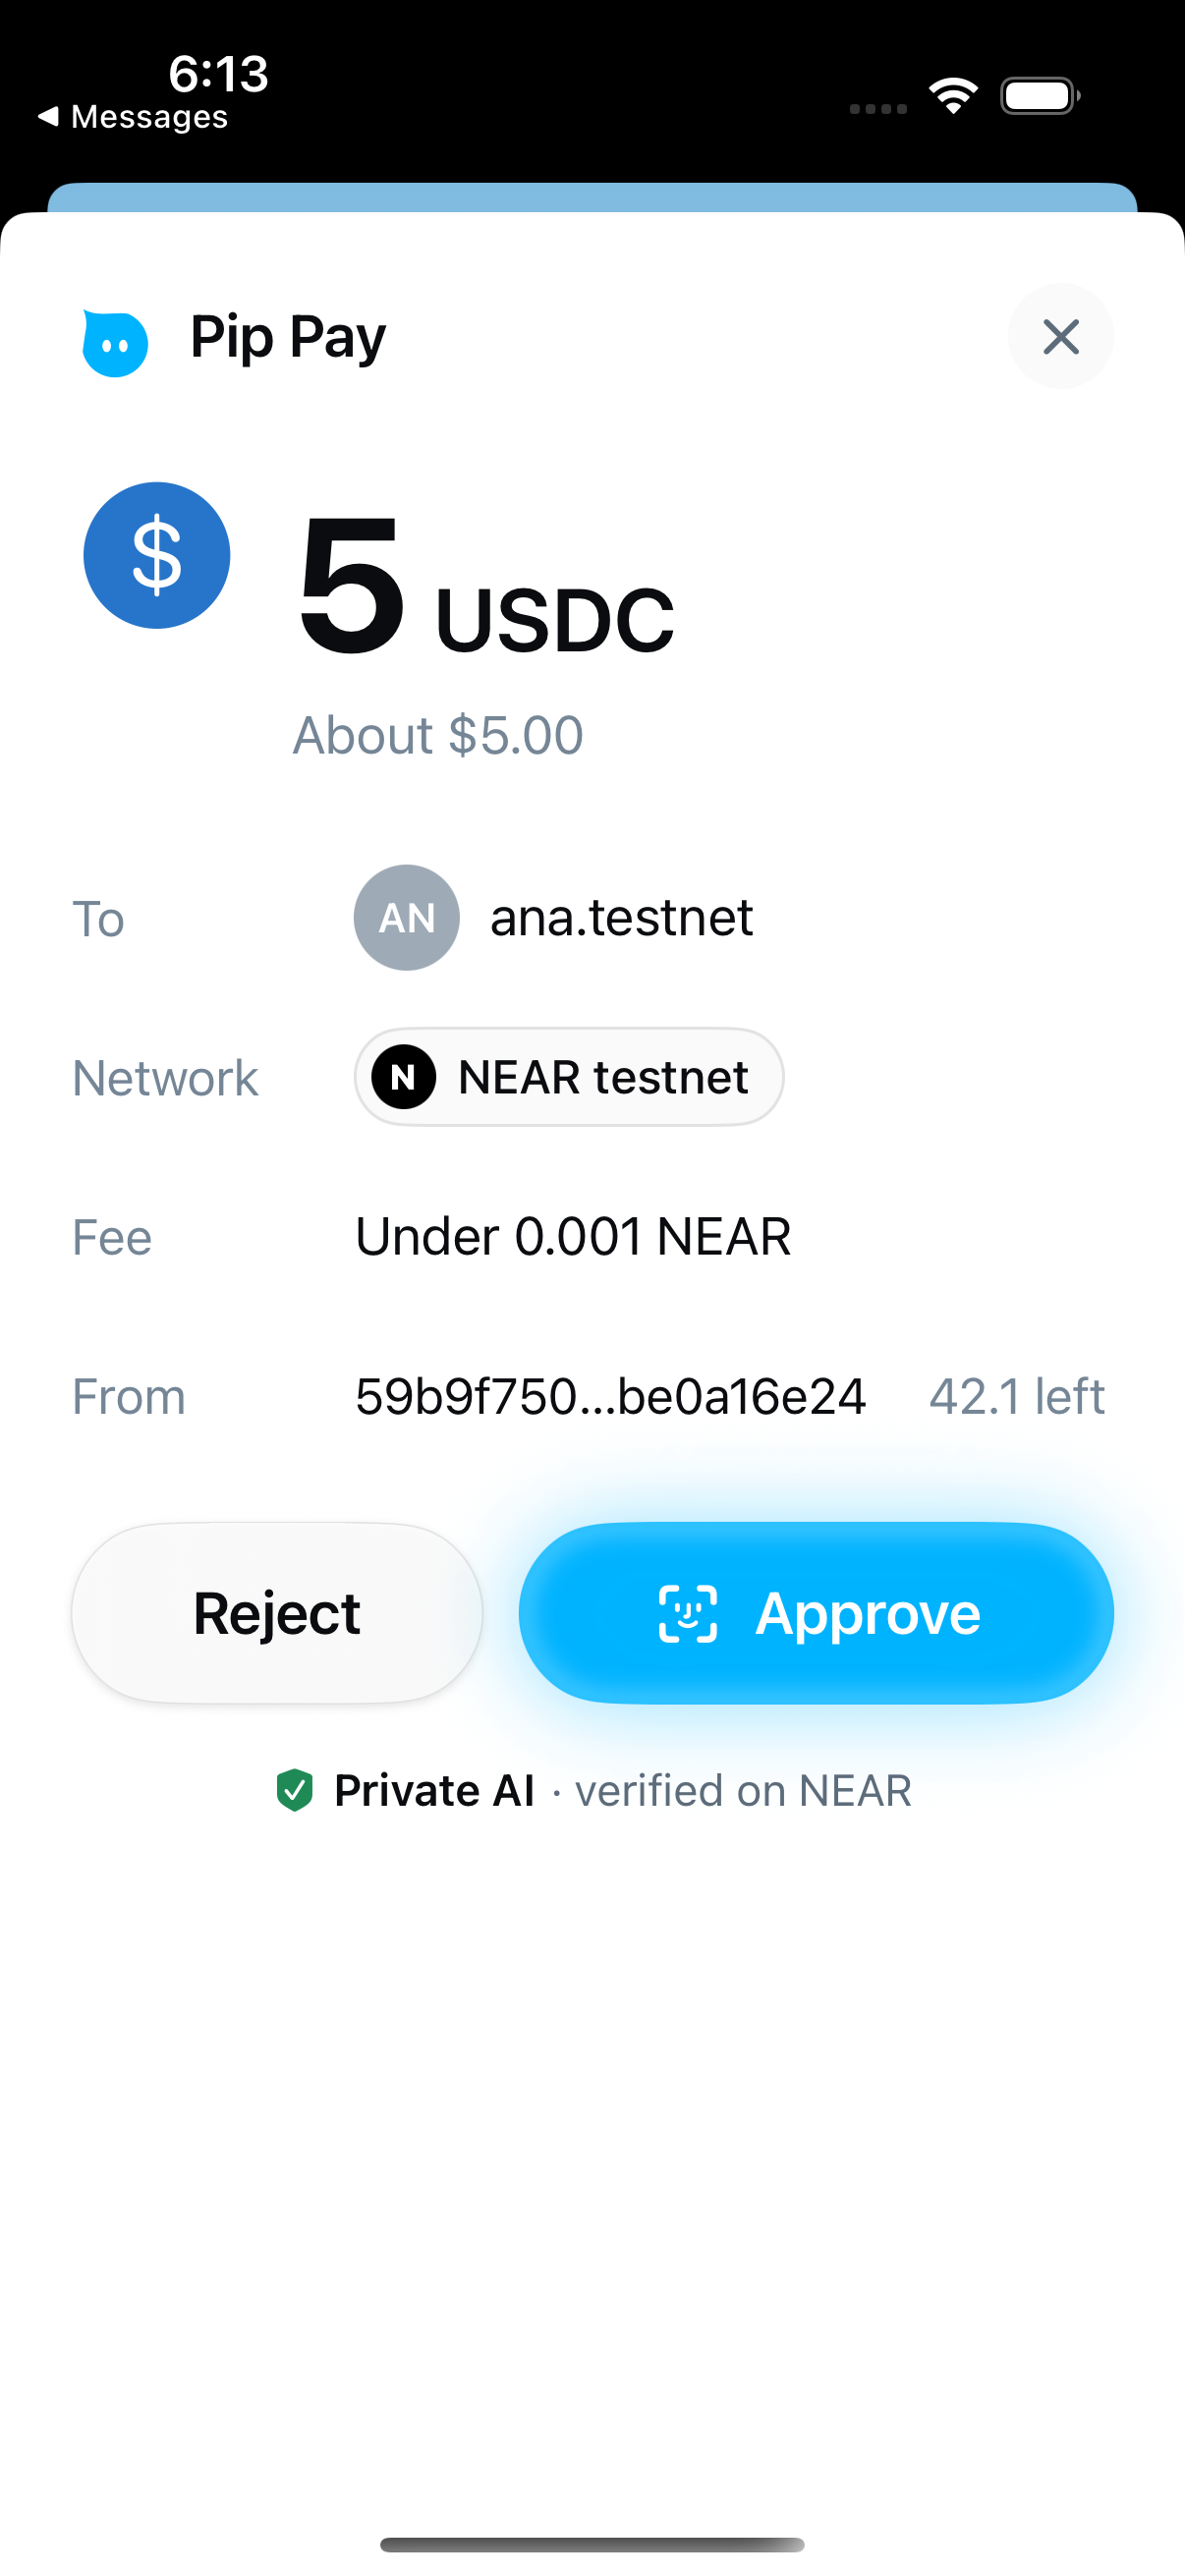 6:13
◀ Messages
Pip Pay
$
5 USDC
About $5.00
To AN ana.testnet
Network N NEAR testnet
Fee Under 0.001 NEAR
From 59b9f750...be0a16e24 42.1 left
Reject Approve
Private AI · verified on NEAR